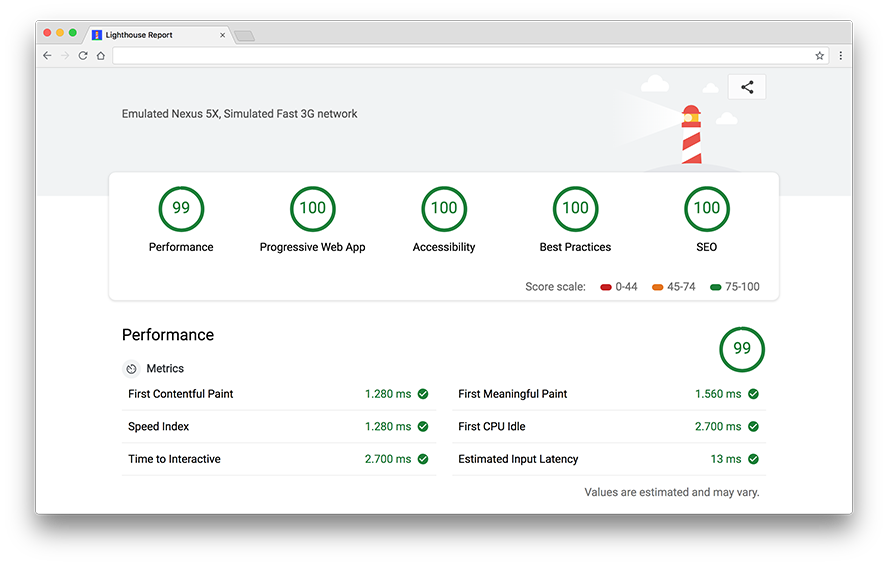 Lighthouse Report
Emulated Nexus 5X, Simulated Fast 3G network
99 100 100 100 100
Performance Progressive Web App Accessibility Best Practices SEO
Score scale: 0-44 45-74 75-100
Performance 99
Metrics
First Contentful Paint 1.280 ms First Meaningful Paint 1.560 ms
Speed Index 1.280 ms First CPU Idle 2.700 ms
Time to Interactive 2.700 ms Estimated Input Latency 13 ms
Values are estimated and may vary.